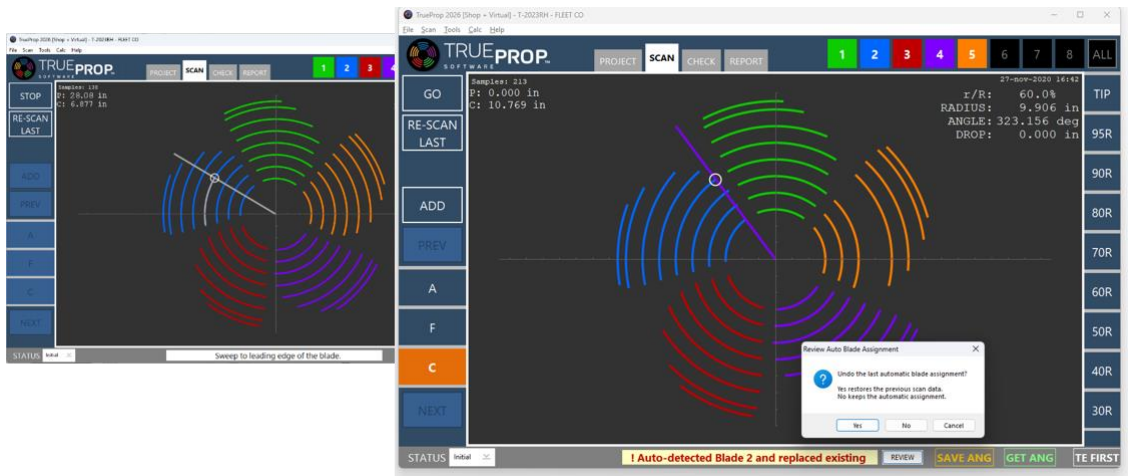 TrueProp 2026 [Shop + Virtual] - T-2023RH - FLEET CO
File Scan Tools Calc Help
TRUEPROP
SOFTWARE
PROJECT SCAN CHECK REPORT
1 2 3 4
STOP
RE-SCAN
LAST
ADD
PREV
A
F
C
NEXT
P: 28.08 in
C: 6.877 in
STATUS Initial
Sweep to leading edge of the blade.
TrueProp 2026 [Shop + Virtual] - T-2023RH - FLEET CO
File Scan Tools Calc Help
TRUEPROP
SOFTWARE
PROJECT SCAN CHECK REPORT
1 2 3 4 5 6 7 8 ALL
GO
RE-SCAN
LAST
ADD
PREV
A
F
C
NEXT
Samples: 213
P: 0.000 in
C: 10.769 in
27-nov-2020 16:42
r/R: 60.0%
RADIUS: 9.906 in
ANGLE: 323.156 deg
DROP: 0.000 in
TIP
95R
90R
80R
70R
60R
50R
40R
30R
Review Auto Blade Assignment
Undo the last automatic blade assignment?
Yes restores the previous scan data.
No keeps the automatic assignment.
Yes No Cancel
STATUS Initial
! Auto-detected Blade 2 and replaced existing
REVIEW
SAVE ANG
GET ANG
TE FIRST